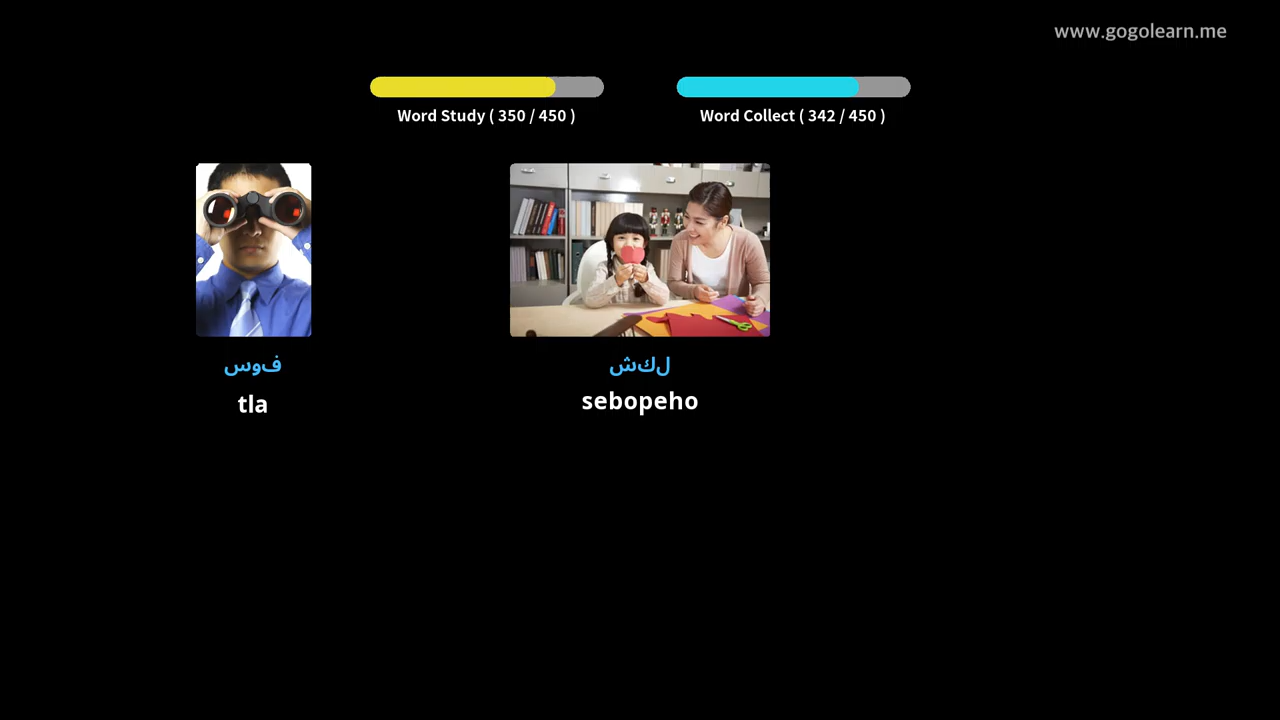 www.gogolearn.me
Word Study ( 350 / 450 )
Word Collect ( 342 / 450 )
فوس
لكش
tla
sebopeho